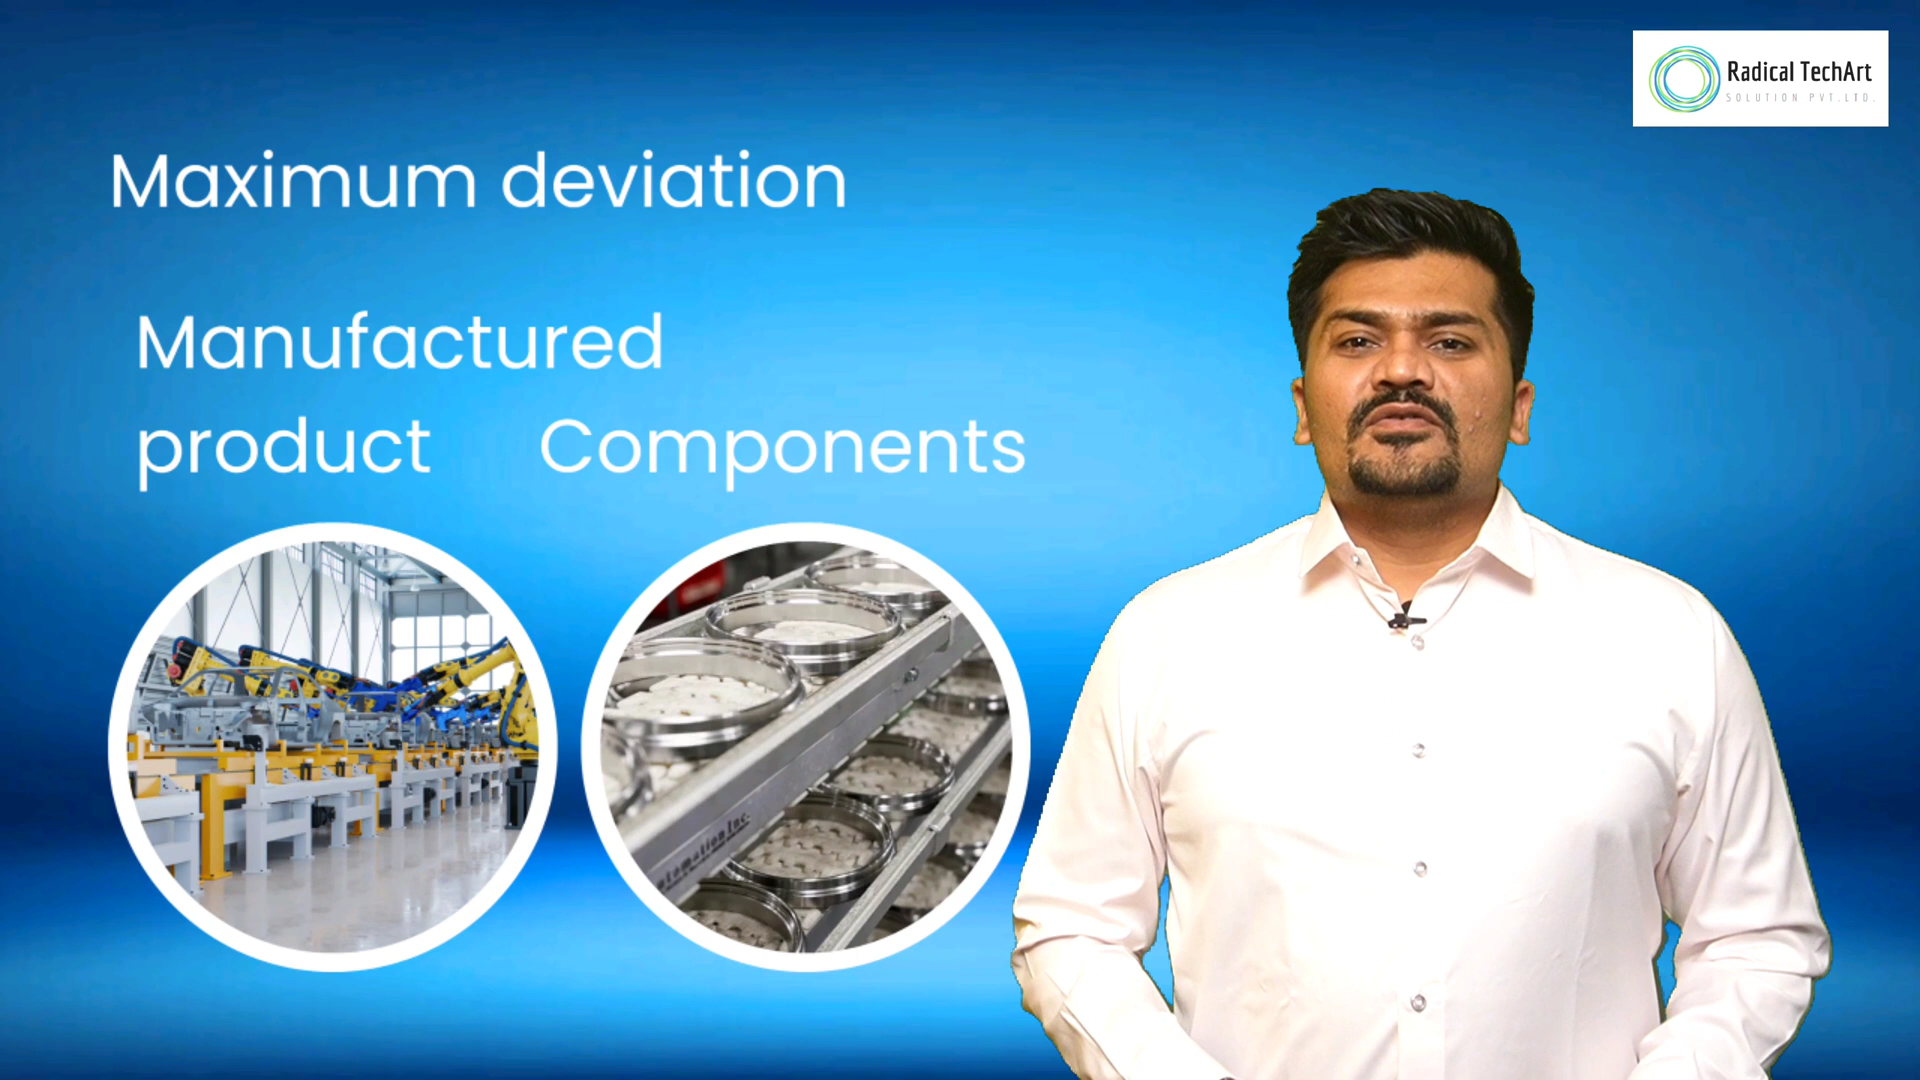 Radical TechArt
SOLUTION PVT.LTD.
Maximum deviation
Manufactured
product
Components